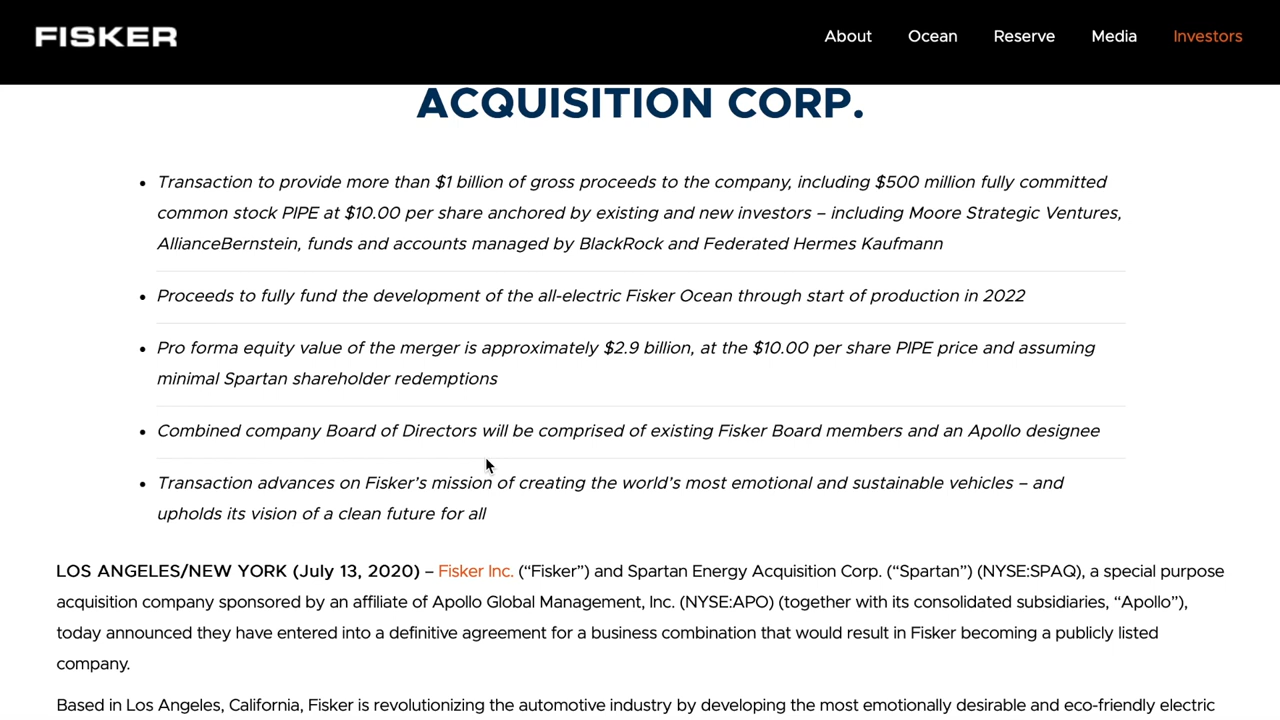 FISKER
About Ocean Reserve Media Investors
ACQUISITION CORP.
• Transaction to provide more than $1 billion of gross proceeds to the company, including $500 million fully committed
common stock PIPE at $10.00 per share anchored by existing and new investors – including Moore Strategic Ventures,
AllianceBernstein, funds and accounts managed by BlackRock and Federated Hermes Kaufmann
• Proceeds to fully fund the development of the all-electric Fisker Ocean through start of production in 2022
• Pro forma equity value of the merger is approximately $2.9 billion, at the $10.00 per share PIPE price and assuming
minimal Spartan shareholder redemptions
• Combined company Board of Directors will be comprised of existing Fisker Board members and an Apollo designee
• Transaction advances on Fisker’s mission of creating the world’s most emotional and sustainable vehicles – and
upholds its vision of a clean future for all
LOS ANGELES/NEW YORK (July 13, 2020) – Fisker Inc. (“Fisker”) and Spartan Energy Acquisition Corp. (“Spartan”) (NYSE:SPAQ), a special purpose
acquisition company sponsored by an affiliate of Apollo Global Management, Inc. (NYSE:APO) (together with its consolidated subsidiaries, “Apollo”),
today announced they have entered into a definitive agreement for a business combination that would result in Fisker becoming a publicly listed
company.
Based in Los Angeles, California, Fisker is revolutionizing the automotive industry by developing the most emotionally desirable and eco-friendly electric